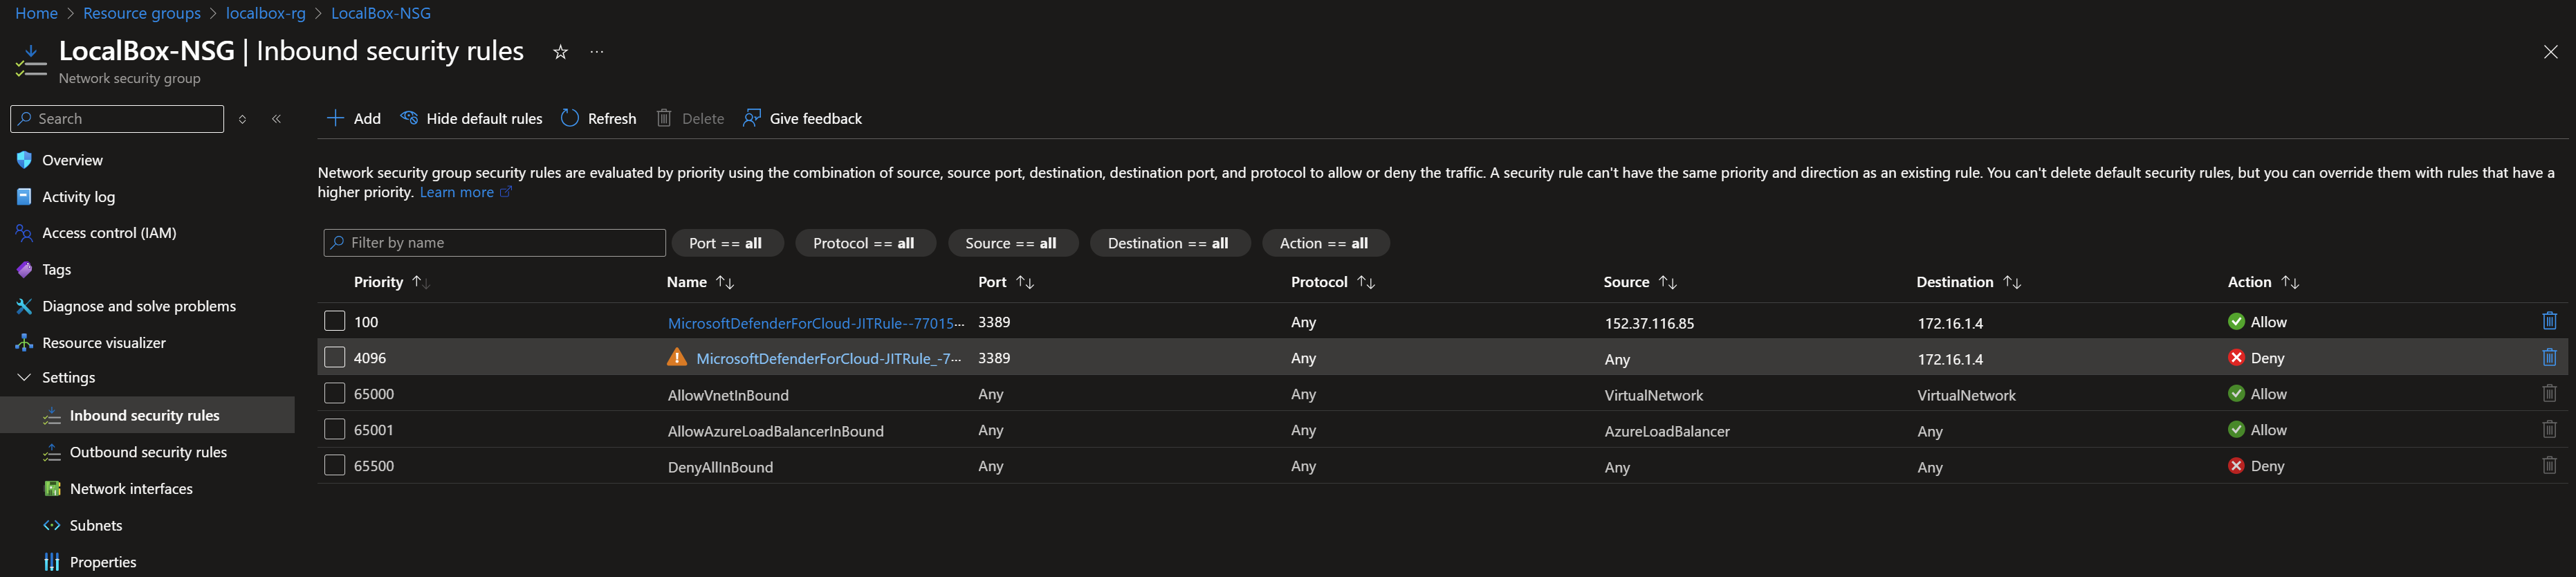 Home > Resource groups > localbox-rg > LocalBox-NSG
LocalBox-NSG | Inbound security rules
Network security group
Search
Overview
Activity log
Access control (IAM)
Tags
Diagnose and solve problems
Resource visualizer
Settings
Inbound security rules
Outbound security rules
Network interfaces
Subnets
Properties
Add Hide default rules Refresh Delete Give feedback
Network security group security rules are evaluated by priority using the combination of source, source port, destination, destination port, and protocol to allow or deny the traffic. A security rule can't have the same priority and direction as an existing rule. You can't delete default security rules, but you can override them with rules that have a
higher priority. Learn more
Filter by name Port == all Protocol == all Source == all Destination == all Action == all
Priority Name Port Protocol Source Destination Action
100 MicrosoftDefenderForCloud-JITRule--77015... 3389 Any 152.37.116.85 172.16.1.4 Allow
4096 MicrosoftDefenderForCloud-JITRule_-7... 3389 Any Any 172.16.1.4 Deny
65000 AllowVnetInBound Any Any VirtualNetwork VirtualNetwork Allow
65001 AllowAzureLoadBalancerInBound Any Any AzureLoadBalancer Any Allow
65500 DenyAllInBound Any Any Any Any Deny